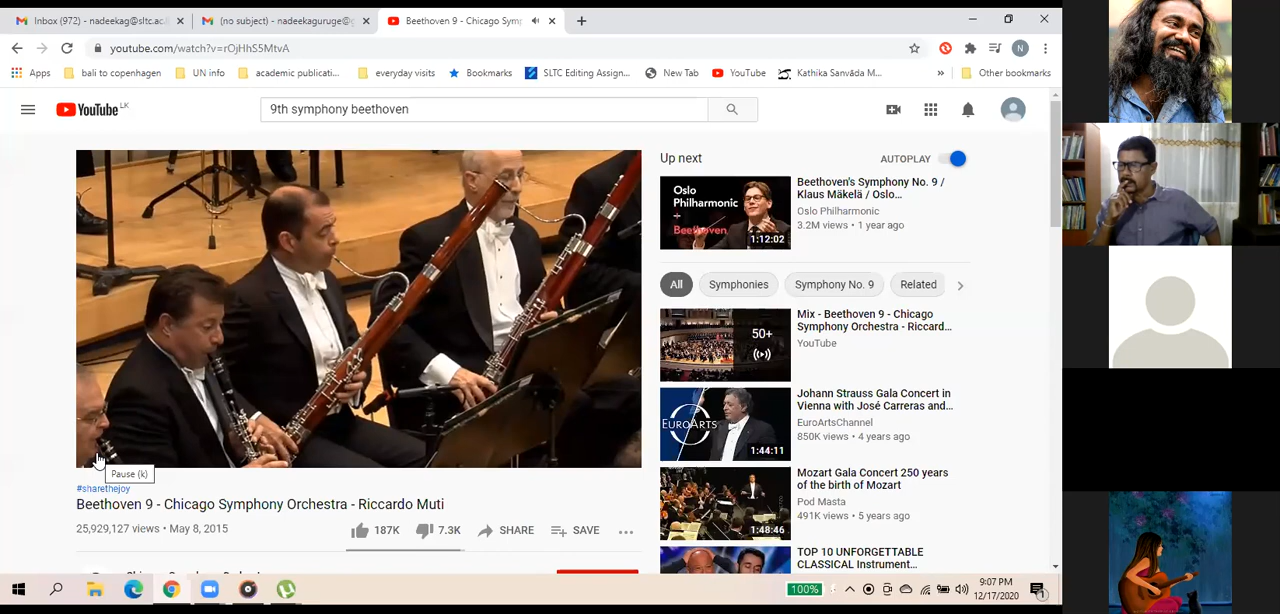 Inbox (972) - nadeekag@sltc.ac.l
(no subject) - nadeekaguruge@g
Beethoven 9 - Chicago Symp
youtube.com/watch?v=rOjHhS5MtvA
N
Apps
bali to copenhagen
UN info
academic publicati...
everyday visits
Bookmarks
SLTC Editing Assign...
New Tab
YouTube
Kathika Sanvāda M...
»
Other bookmarks
YouTube LK
9th symphony beethoven
Up next
AUTOPLAY
Oslo
Philharmonic
+
Beethoven
1:12:02
Beethoven's Symphony No. 9 /
Klaus Mäkelä / Oslo...
Oslo Philharmonic
3.2M views • 1 year ago
All
Symphonies
Symphony No. 9
Related
50+
Mix - Beethoven 9 - Chicago
Symphony Orchestra - Riccard...
YouTube
EUROARTS
1:44:11
Johann Strauss Gala Concert in
Vienna with José Carreras and...
EuroArtsChannel
850K views • 4 years ago
1:48:46
Mozart Gala Concert 250 years
of the birth of Mozart
Pod Masta
491K views • 5 years ago
TOP 10 UNFORGETTABLE
CLASSICAL Instrument...
Pause (k)
#sharethejoy
Beethoven 9 - Chicago Symphony Orchestra - Riccardo Muti
25,929,127 views • May 8, 2015
187K
7.3K
SHARE
SAVE
100%
9:07 PM
12/17/2020
1